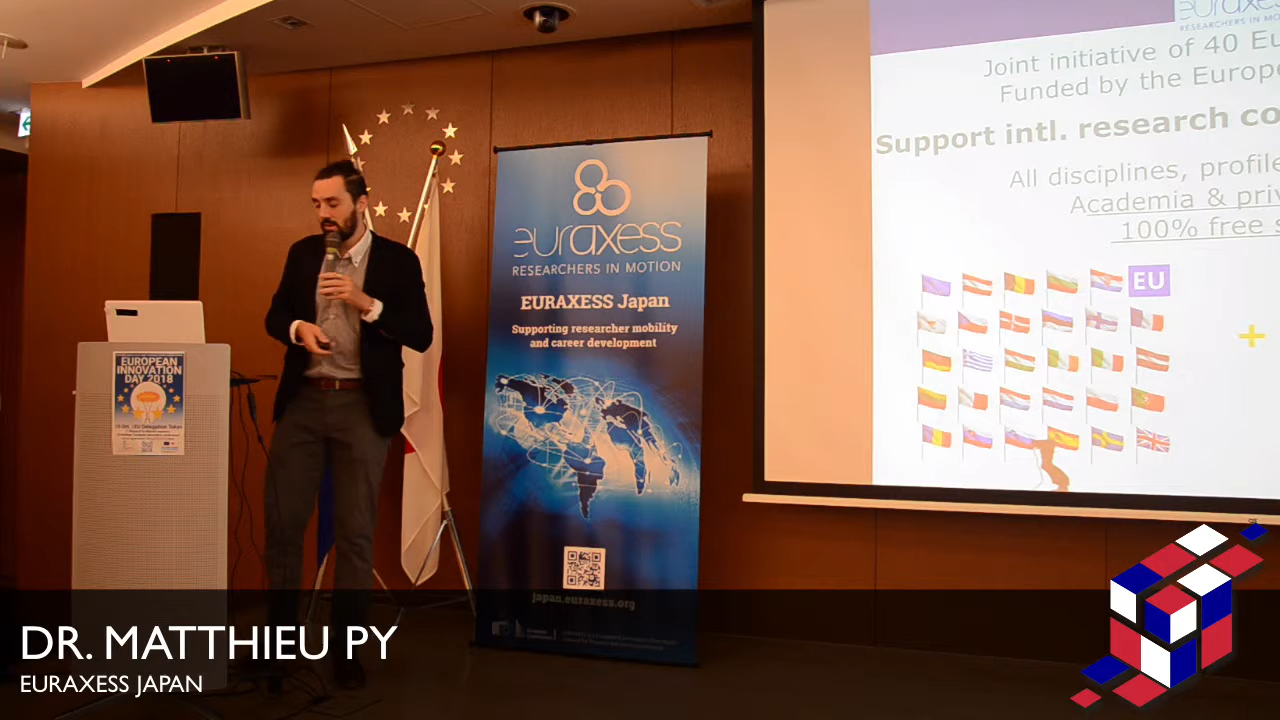 euraxess
RESEARCHERS IN MOTION
Joint initiative of 40 Eu
Funded by the Europe
Support intl. research co
All disciplines, profile
Academia & priv
100% free s
EU
euraxess
RESEARCHERS IN MOTION
EURAXESS Japan
Supporting researcher mobility
and career development
japan.euraxess.org
EUROPEAN
INNOVATION
DAY 2018
DR. MATTHIEU PY
EURAXESS JAPAN